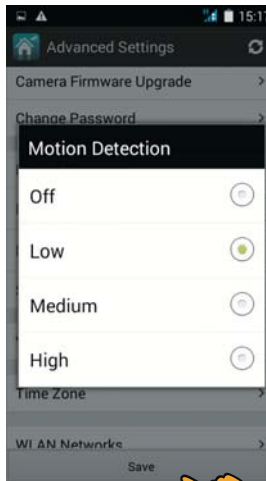 15:17
Advanced Settings
Camera Firmware Upgrade
Change Password
Motion Detection
Off
Low
Medium
High
Time Zone
WLAN Networks
Save